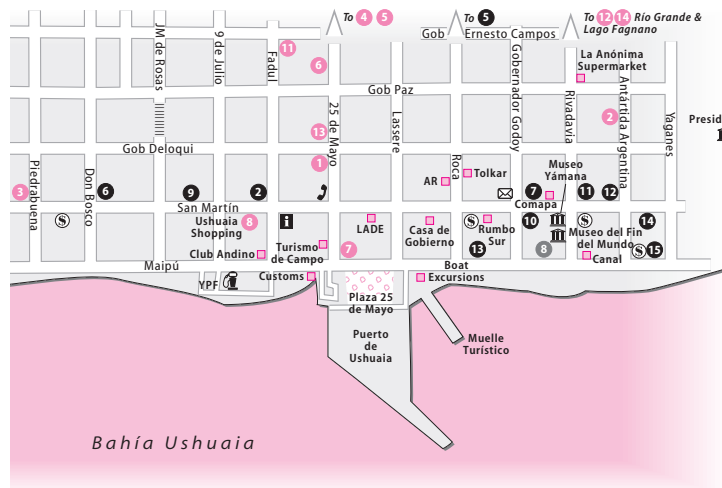 To 4 5
To 5
To 12 14 Río Grande &
Lago Fagnano
Gob Ernesto Campos
JM de Rosas
9 de Julio
Fadul
11
6
Gobernador Godoy
La Anónima
Supermarket
Gob Paz
25 de Mayo
Lassere
Rivadavia
Antártida Argentina
Yaganes
2
13
Presid
Gob Deloqui
Piedrabuena
Don Bosco
1
Roca
Tolkar
AR
Museo
Yámana
3
6
9
2
7
11
12
Comapa
San Martín
Ushuaia
Shopping
8
i
LADE
Casa de
Gobierno
Rumbo
Sur
10
14
$
$
$
$
15
Museo del Fin
del Mundo
Canal
8
13
7
Turismo
de Campo
Club Andino
Maipú
Customs
Boat
Excursions
YPF
Plaza 25
de Mayo
Puerto
de
Ushuaia
Muelle
Turístico
Bahía Ushuaia